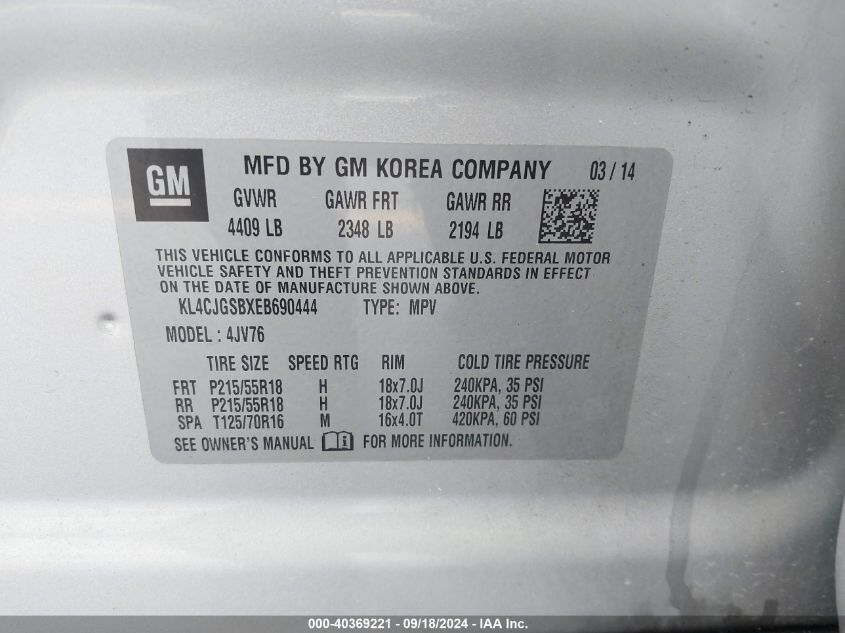 GM
MFD BY GM KOREA COMPANY 03/14
GVWR GAWR FRT GAWR RR
4409 LB 2348 LB 2194 LB
THIS VEHICLE CONFORMS TO ALL APPLICABLE U.S. FEDERAL MOTOR
VEHICLE SAFETY AND THEFT PREVENTION STANDARDS IN EFFECT
ON THE DATE OF MANUFACTURE SHOWN ABOVE.
KL4CJGSBXEB690444 TYPE: MPV
MODEL : 4JV76
TIRE SIZE SPEED RTG RIM COLD TIRE PRESSURE
FRT P215/55R18 H 18x7.0J 240KPA, 35 PSI
RR P215/55R18 H 18x7.0J 240KPA, 35 PSI
SPA T125/70R16 M 16x4.0T 420KPA, 60 PSI
SEE OWNER'S MANUAL FOR MORE INFORMATION.
000-40369221 - 09/18/2024 - IAA Inc.